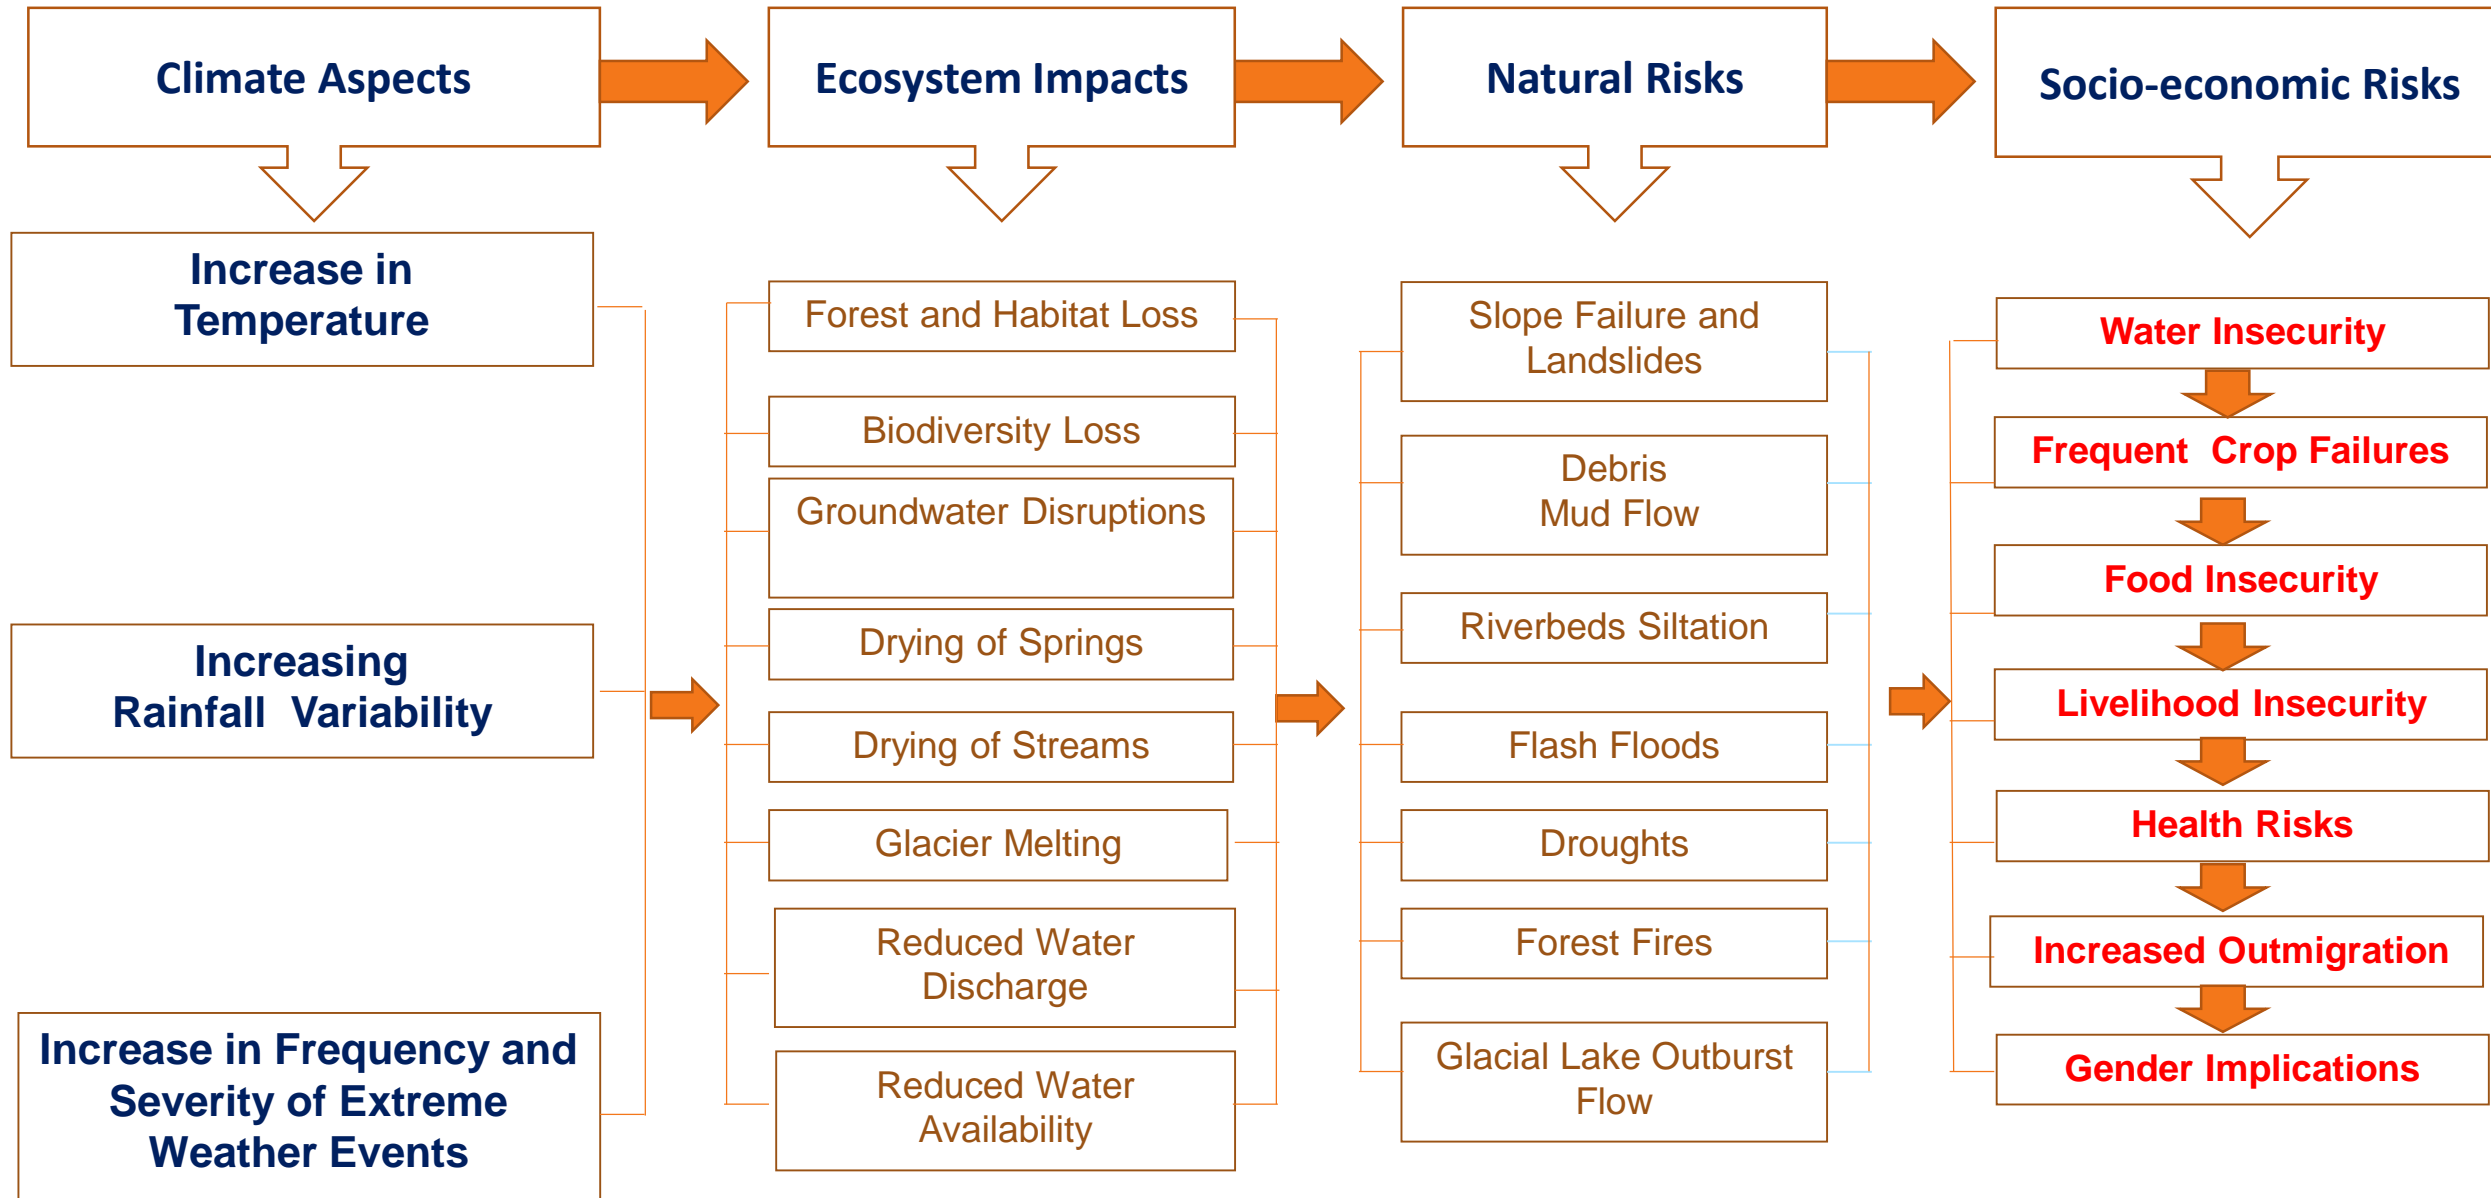 Climate Aspects
Ecosystem Impacts
Natural Risks
Socio-economic Risks
Increase in
Temperature
Increasing
Rainfall Variability
Increase in Frequency and
Severity of Extreme
Weather Events
Forest and Habitat Loss
Biodiversity Loss
Groundwater Disruptions
Drying of Springs
Drying of Streams
Glacier Melting
Reduced Water
Discharge
Reduced Water
Availability
Slope Failure and
Landslides
Debris
Mud Flow
Riverbeds Siltation
Flash Floods
Droughts
Forest Fires
Glacial Lake Outburst
Flow
Water Insecurity
Frequent Crop Failures
Food Insecurity
Livelihood Insecurity
Health Risks
Increased Outmigration
Gender Implications